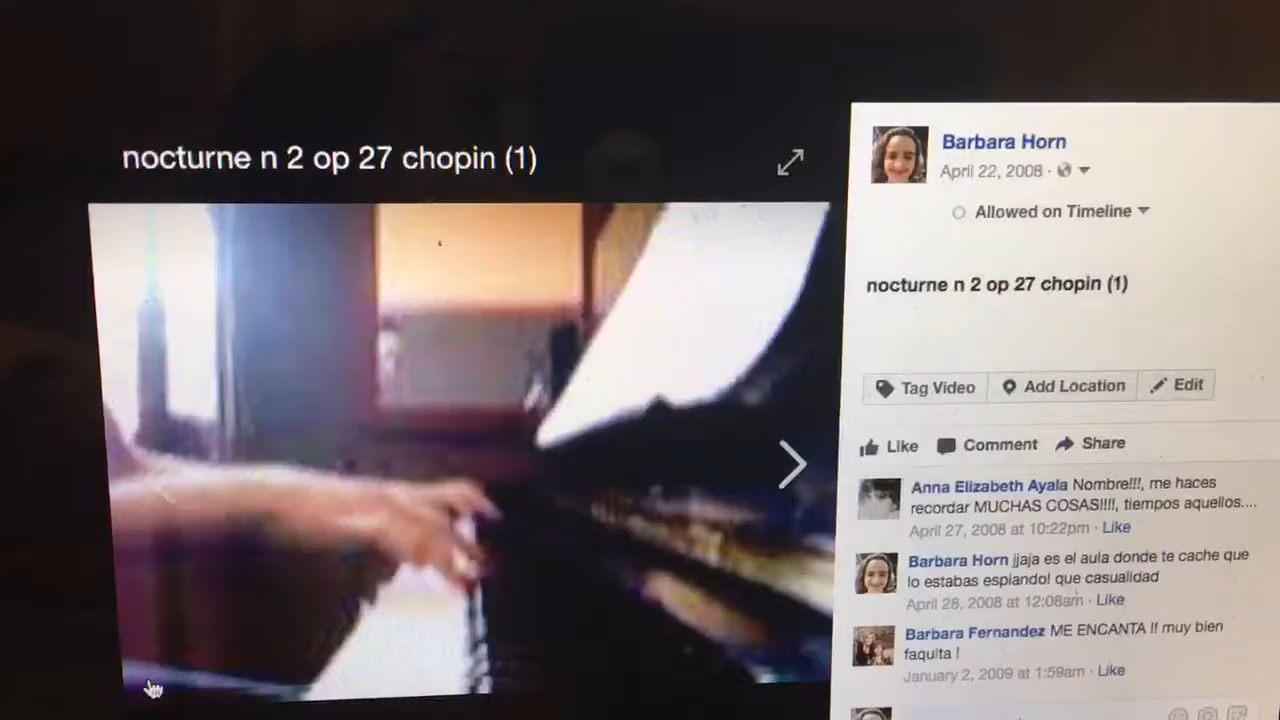 nocturne n 2 op 27 chopin (1)
Barbara Horn
April 22, 2008 ·
Allowed on Timeline
nocturne n 2 op 27 chopin (1)
Tag Video Add Location Edit
Like Comment Share
Anna Elizabeth Ayala Nombre!!!, me haces
recordar MUCHAS COSAS!!!!, tiempos aquellos....
April 27, 2008 at 10:22pm · Like
Barbara Horn jjaja es el aula donde te cache que
lo estabas espiando! que casualidad
April 28, 2008 at 12:08am · Like
Barbara Fernandez ME ENCANTA !! muy bien
faquita !
January 2, 2009 at 1:59am · Like